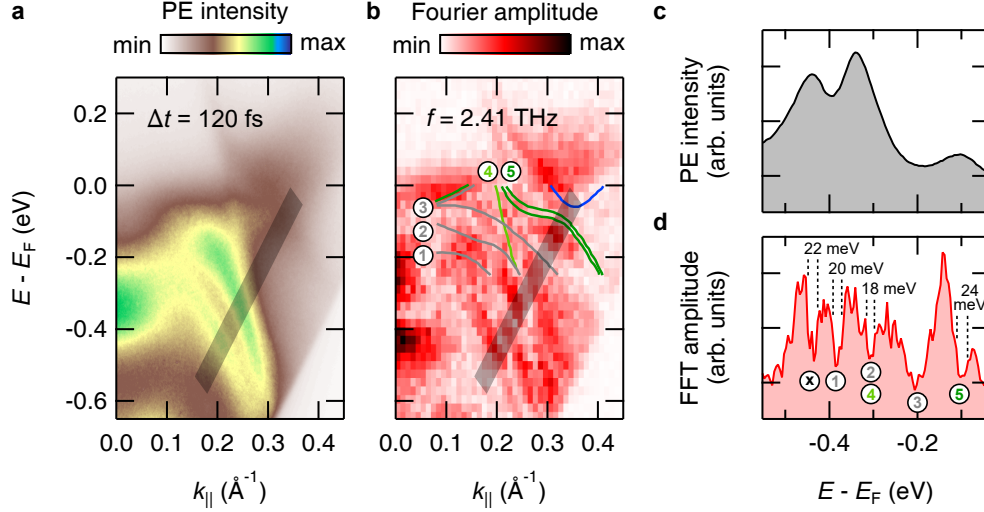 a PE intensity
min max
Δt = 120 fs
0.2
0.0
-0.2
-0.4
-0.6
E - E_F (eV)
0.0 0.1 0.2 0.3 0.4
k_|| (Å⁻¹)
b Fourier amplitude
min max
f = 2.41 THz
4 5
3
2
1
0.0 0.1 0.2 0.3 0.4
k_|| (Å⁻¹)
c
PE intensity
(arb. units)
d
FFT amplitude
(arb. units)
22 meV
20 meV
18 meV
24
meV
x 1 2 3 5
4
-0.4 -0.2
E - E_F (eV)